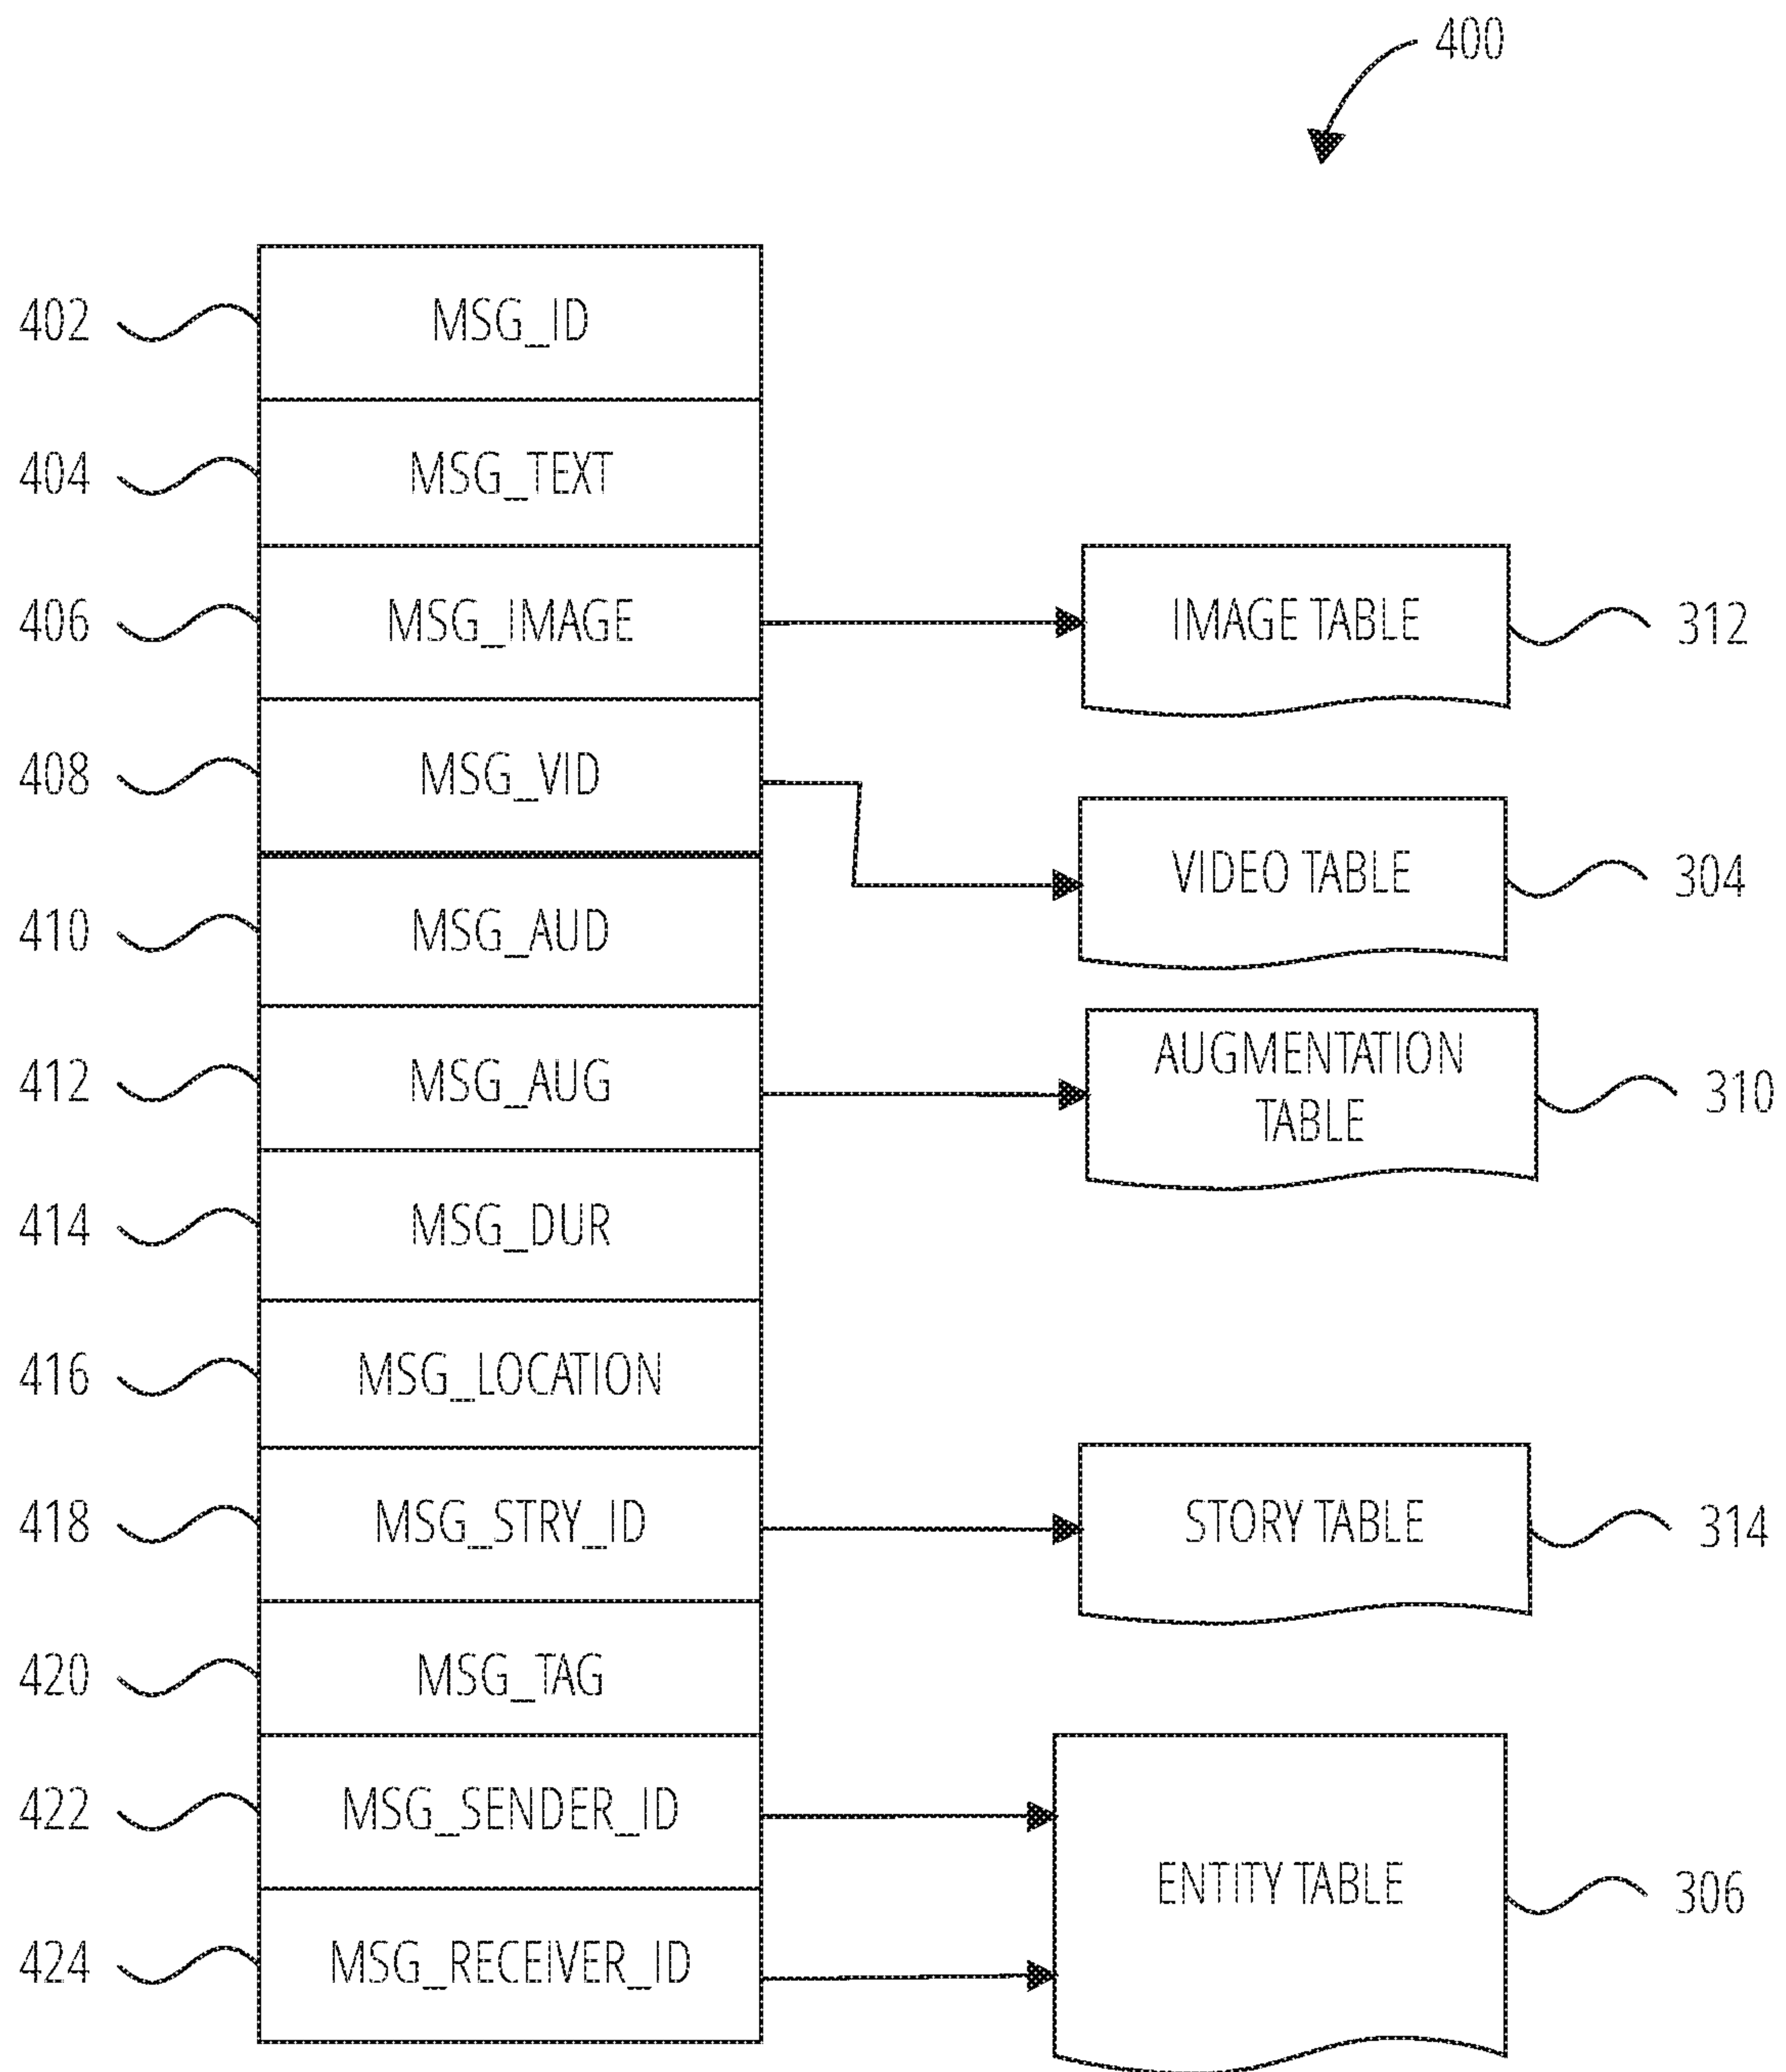 400
402 MSG_ID
404 MSG_TEXT
406 MSG_IMAGE IMAGE TABLE 312
408 MSG_VID
VIDEO TABLE 304
410 MSG_AUD
412 MSG_AUG AUGMENTATION
TABLE 310
414 MSG_DUR
416 MSG_LOCATION
418 MSG_STRY_ID STORY TABLE 314
420 MSG_TAG
422 MSG_SENDER_ID
ENTITY TABLE 306
424 MSG_RECEIVER_ID